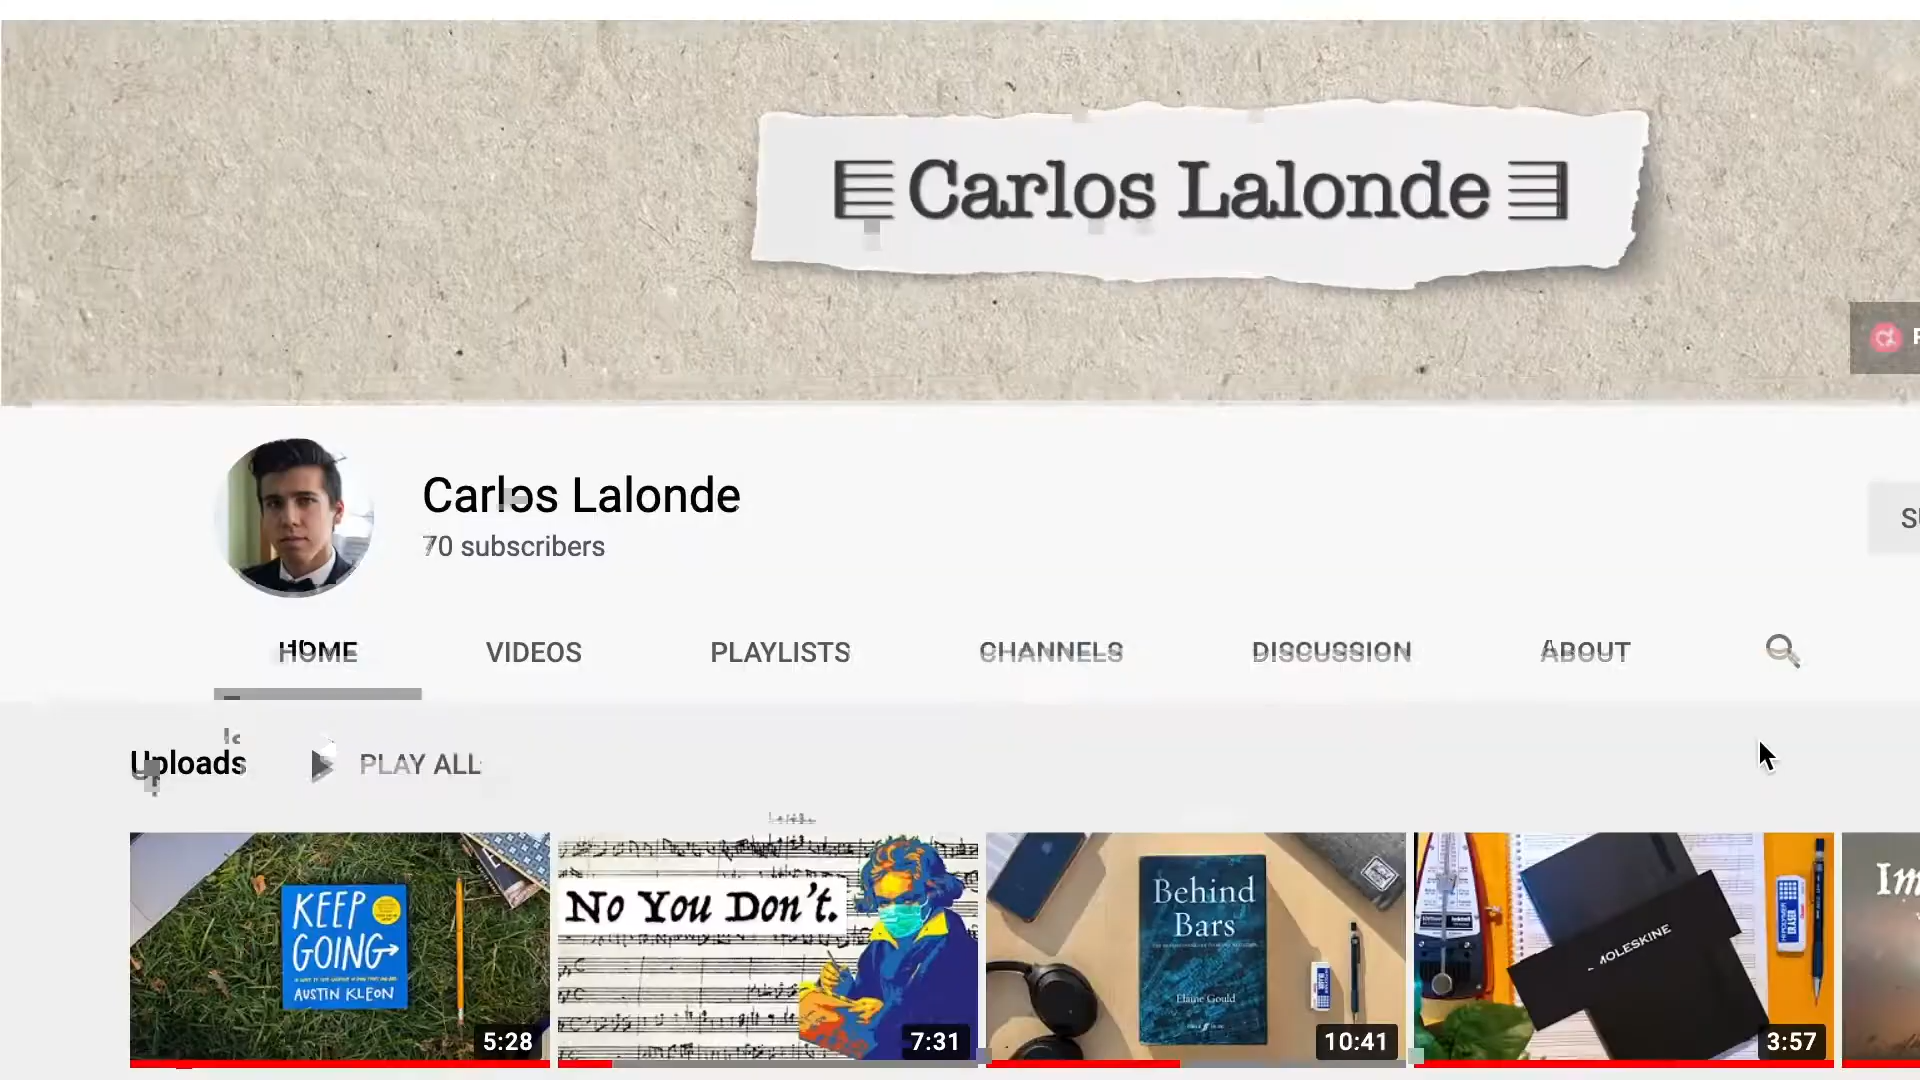 Carlos Lalonde
Carlos Lalonde
70 subscribers
HOME VIDEOS PLAYLISTS CHANNELS DISCUSSION ABOUT
Uploads PLAY ALL
KEEP
GOING
AUSTIN KLEON
5:28
No You Don't.
7:31
Behind
Bars
Elaine Gould
10:41
MOLESKINE
ERASER
3:57